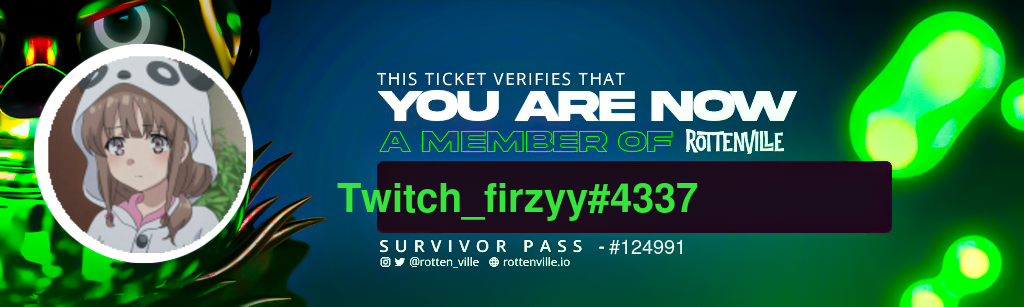 THIS TICKET VERIFIES THAT
YOU ARE NOW
A MEMBER OF ROTTENVILLE
Twitch_firzyy#4337
SURVIVOR PASS - #124991
@rotten_ville rottenville.io